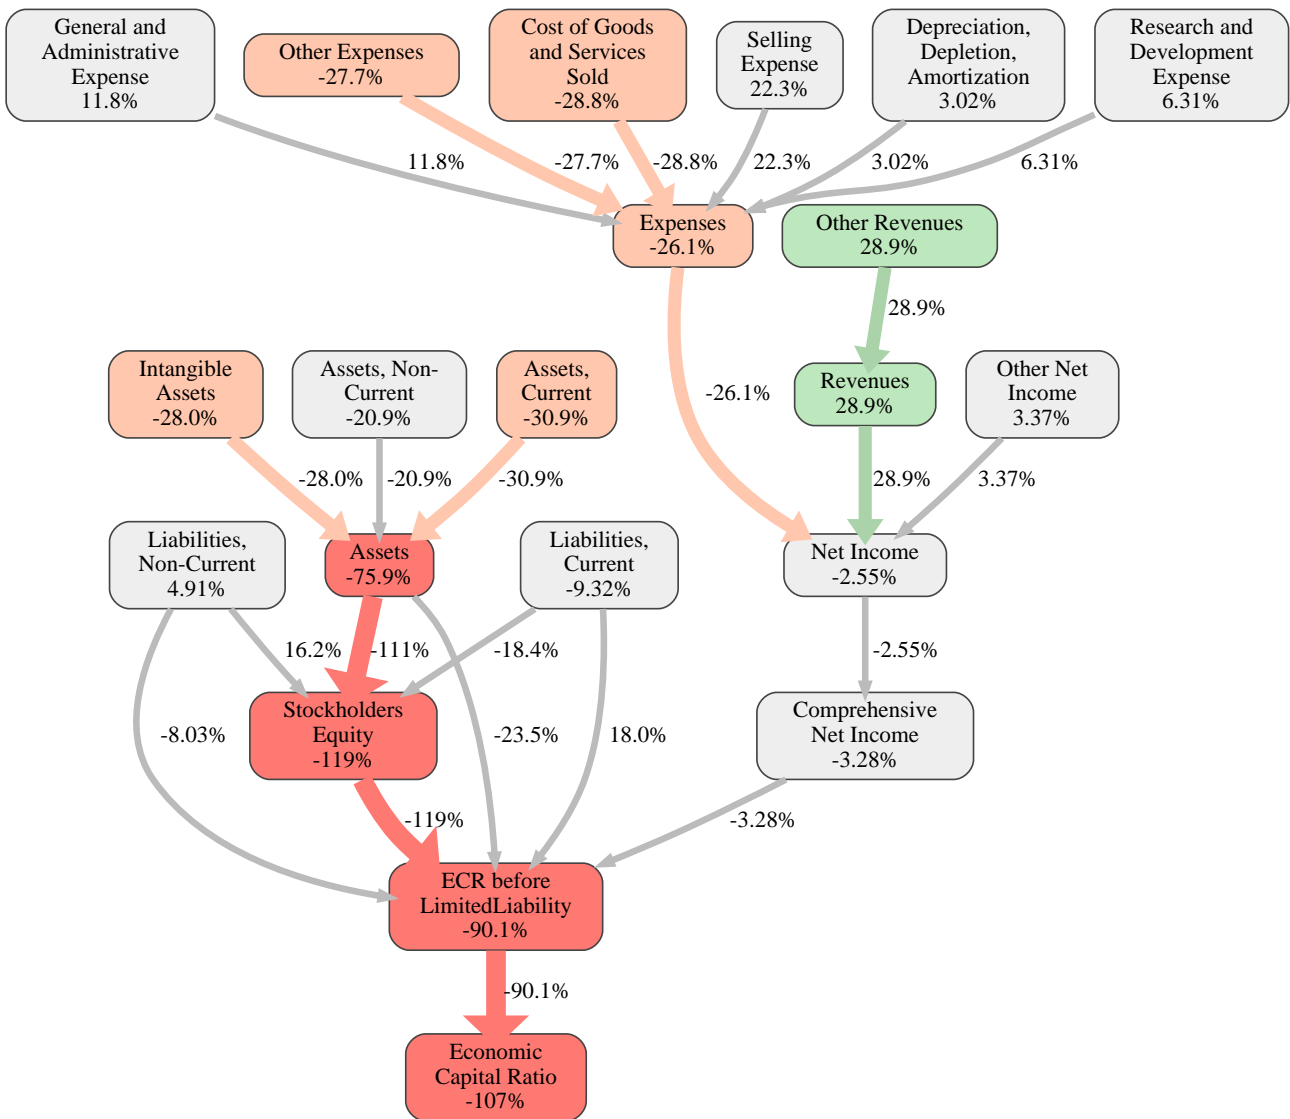 General and
Administrative
Expense
11.8%
Other Expenses
-27.7%
Cost of Goods
and Services
Sold
-28.8%
Selling
Expense
22.3%
Depreciation,
Depletion,
Amortization
3.02%
Research and
Development
Expense
6.31%
11.8%
-27.7%
-28.8%
22.3%
3.02%
6.31%
Expenses
-26.1%
Other Revenues
28.9%
28.9%
Intangible
Assets
-28.0%
Assets, Non-
Current
-20.9%
Assets,
Current
-30.9%
-26.1%
Revenues
28.9%
Other Net
Income
3.37%
-28.0%
-20.9%
-30.9%
28.9%
3.37%
Liabilities,
Non-Current
4.91%
Assets
-75.9%
Liabilities,
Current
-9.32%
Net Income
-2.55%
16.2%
-111%
-18.4%
-2.55%
-8.03%
Stockholders
Equity
-119%
-23.5%
18.0%
Comprehensive
Net Income
-3.28%
-119%
-3.28%
ECR before
LimitedLiability
-90.1%
-90.1%
Economic
Capital Ratio
-107%